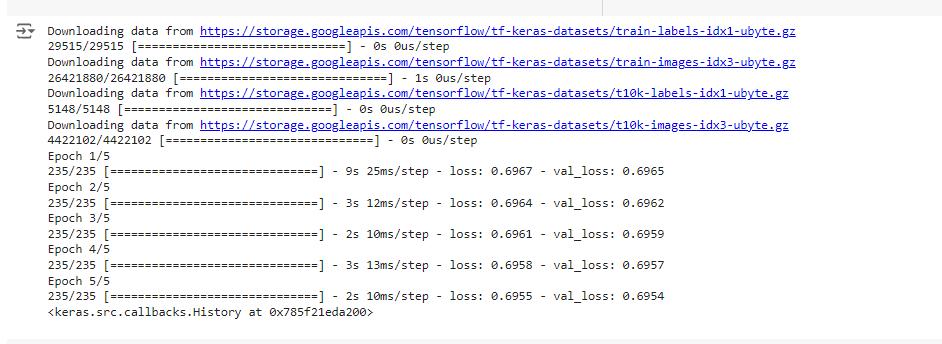 Downloading data from https://storage.googleapis.com/tensorflow/tf-keras-datasets/train-labels-idx1-ubyte.gz
29515/29515 [==============================] - 0s 0us/step
Downloading data from https://storage.googleapis.com/tensorflow/tf-keras-datasets/train-images-idx3-ubyte.gz
26421880/26421880 [==============================] - 1s 0us/step
Downloading data from https://storage.googleapis.com/tensorflow/tf-keras-datasets/t10k-labels-idx1-ubyte.gz
5148/5148 [==============================] - 0s 0us/step
Downloading data from https://storage.googleapis.com/tensorflow/tf-keras-datasets/t10k-images-idx3-ubyte.gz
4422102/4422102 [==============================] - 0s 0us/step
Epoch 1/5
235/235 [==============================] - 9s 25ms/step - loss: 0.6967 - val_loss: 0.6965
Epoch 2/5
235/235 [==============================] - 3s 12ms/step - loss: 0.6964 - val_loss: 0.6962
Epoch 3/5
235/235 [==============================] - 2s 10ms/step - loss: 0.6961 - val_loss: 0.6959
Epoch 4/5
235/235 [==============================] - 3s 13ms/step - loss: 0.6958 - val_loss: 0.6957
Epoch 5/5
235/235 [==============================] - 2s 10ms/step - loss: 0.6955 - val_loss: 0.6954
<keras.src.callbacks.History at 0x785f21eda200>